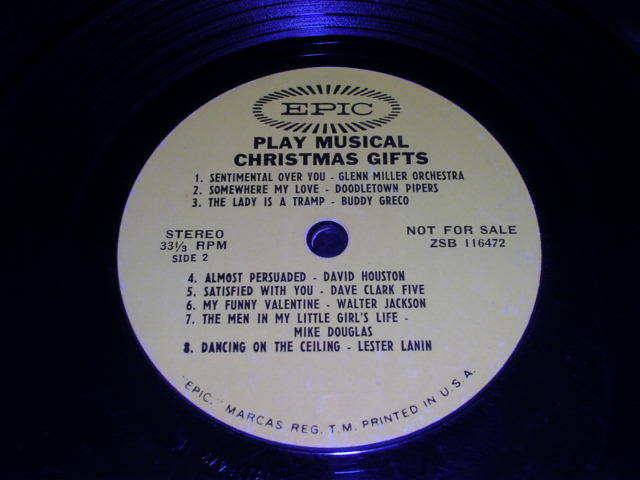 EPIC
PLAY MUSICAL
CHRISTMAS GIFTS
1. SENTIMENTAL OVER YOU - GLENN MILLER ORCHESTRA
2. SOMEWHERE MY LOVE - DOODLETOWN PIPERS
3. THE LADY IS A TRAMP - BUDDY GRECO
STEREO
33⅓ RPM
SIDE 2
NOT FOR SALE
ZSB 116472
4. ALMOST PERSUADED - DAVID HOUSTON
5. SATISFIED WITH YOU - DAVE CLARK FIVE
6. MY FUNNY VALENTINE - WALTER JACKSON
7. THE MEN IN MY LITTLE GIRL'S LIFE -
MIKE DOUGLAS
8. DANCING ON THE CEILING - LESTER LANIN
"EPIC," MARCAS REG. T.M. PRINTED IN U.S.A.